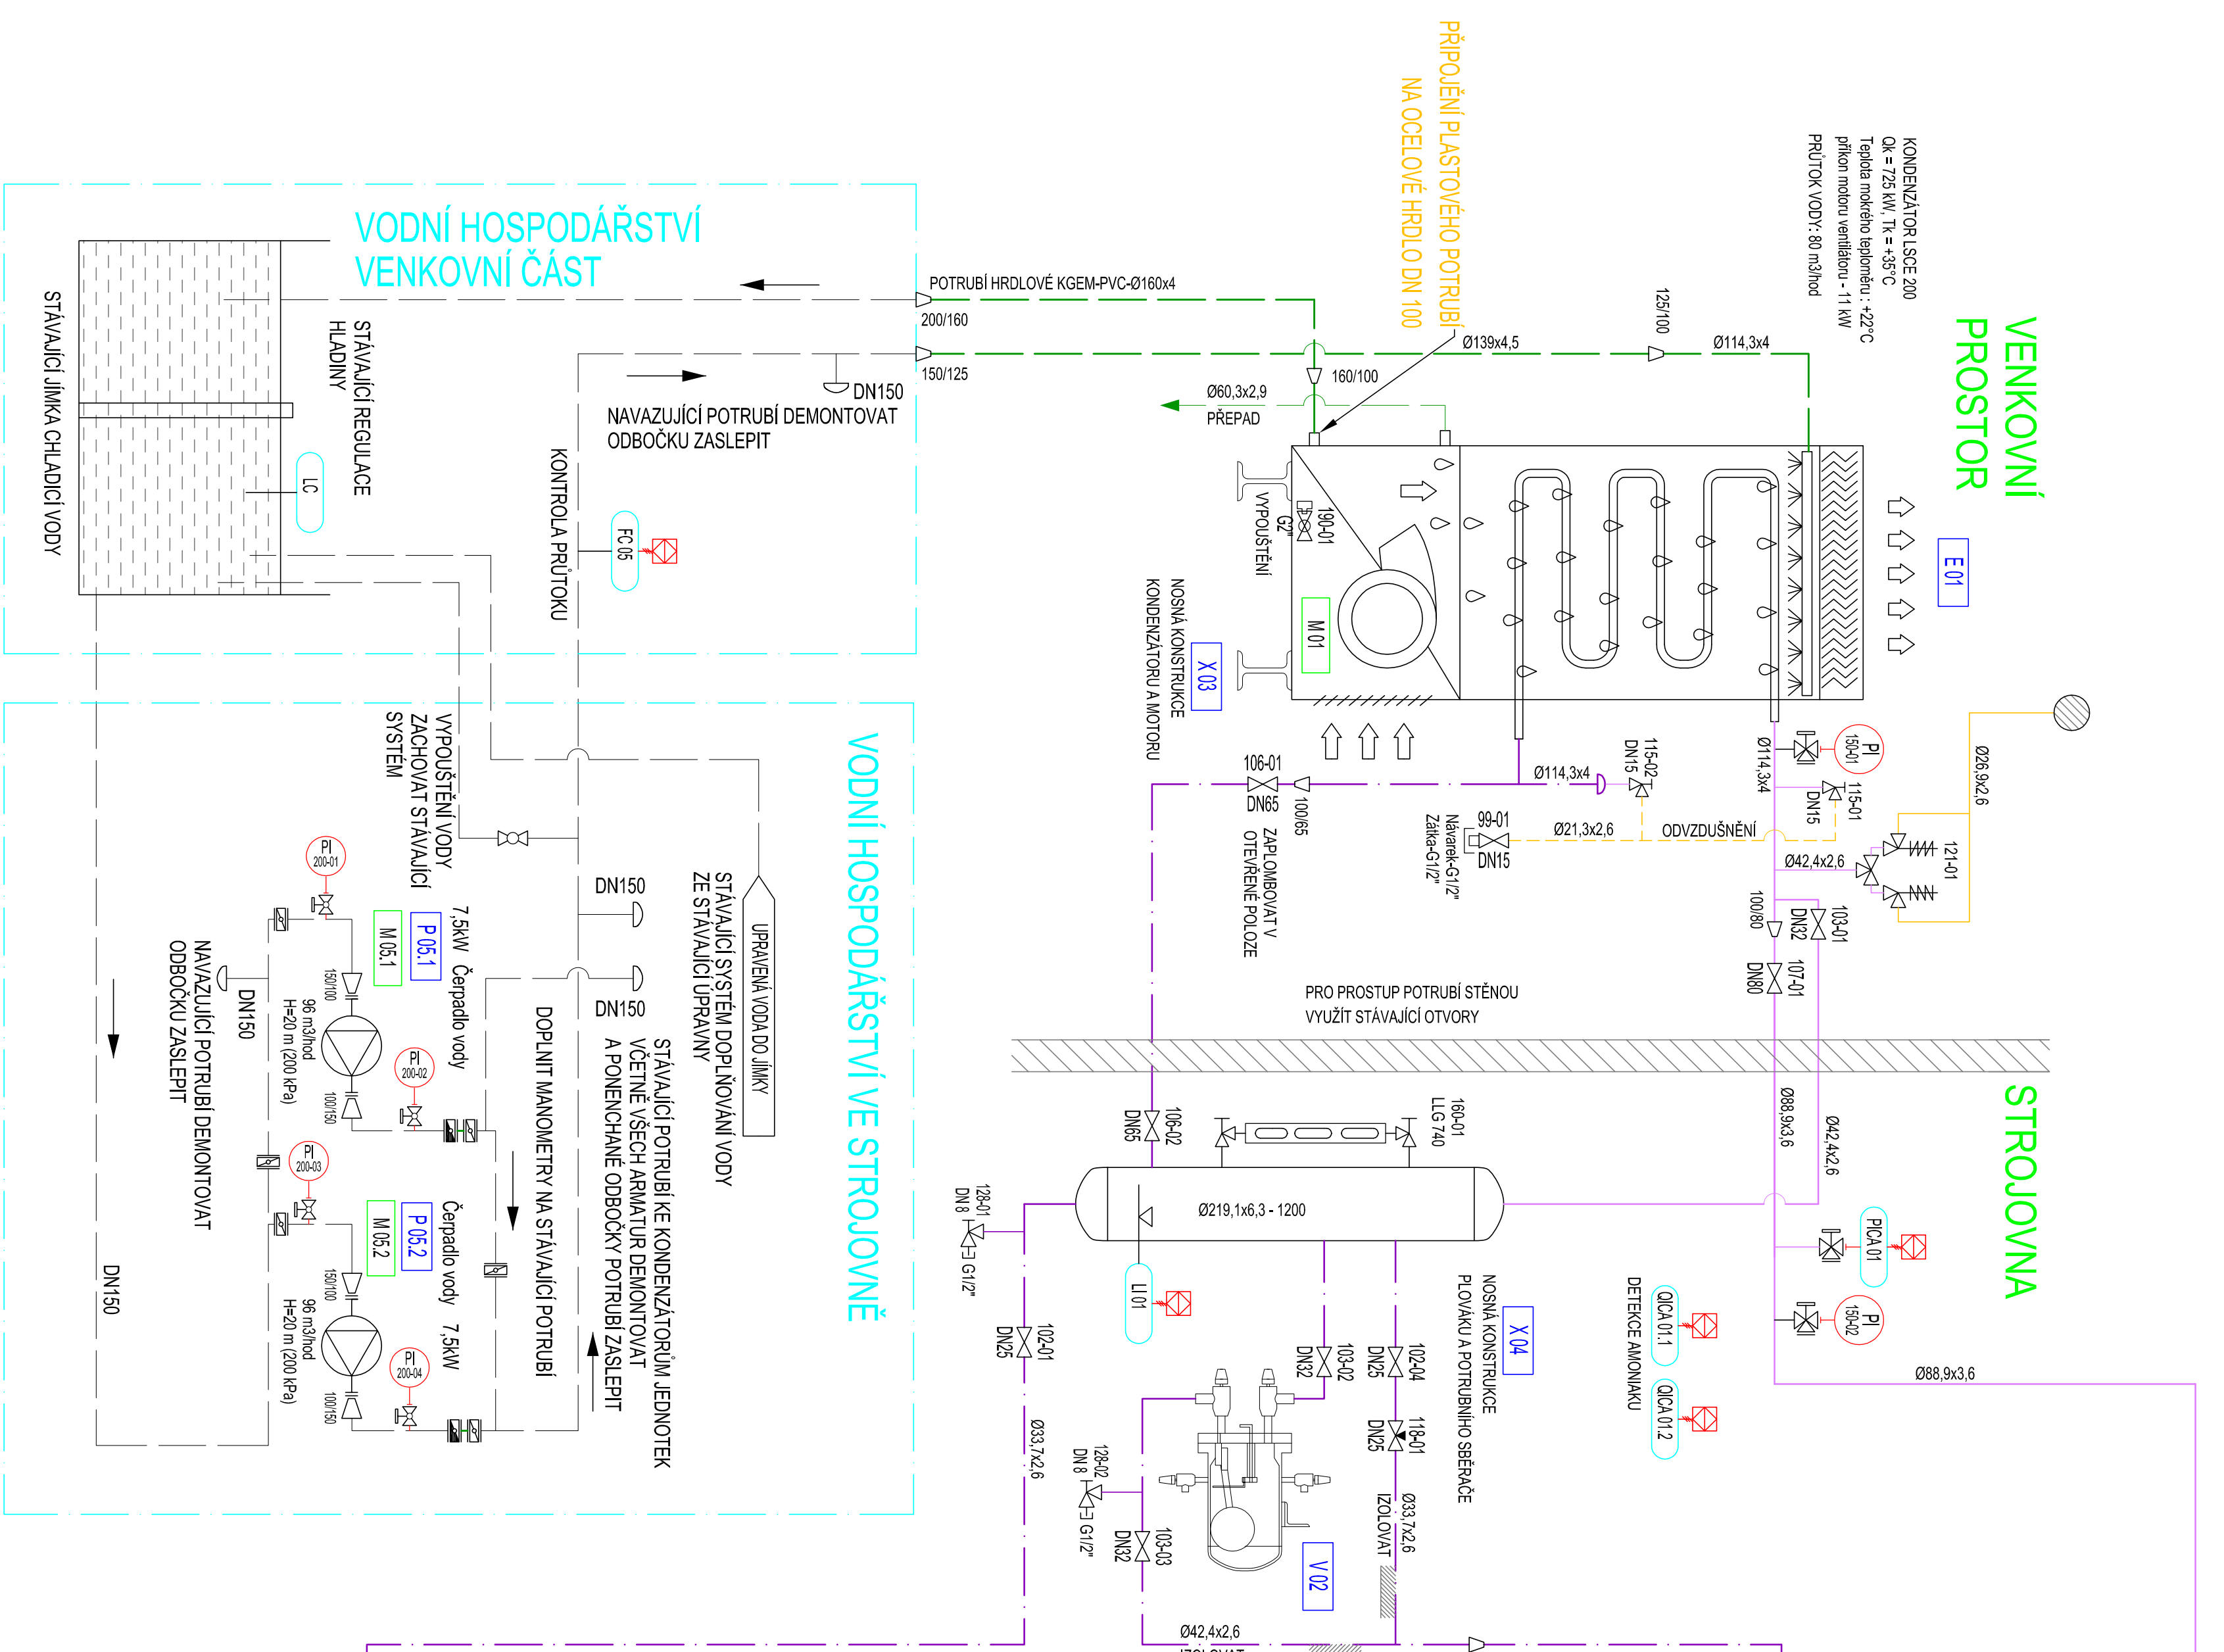 VENKOVNÍ
PROSTOR
KONDENZÁTOR LSCE 200
Qk = 725 kW, Tk = +35°C
Teplota mokrého teploměru : +22°C
příkon motoru ventilátoru - 11 kW
PRŮTOK VODY: 80 m3/hod
PŘIPOJĚNÍ PLASTOVÉHO POTRUBÍ
NA OCELOVÉ HRDLO DN 100
E 01
125/100
Ø114,3x4
Ø139x4,5
160/100
Ø60,3x2,9
PŘEPAD
POTRUBÍ HRDLOVÉ KGEM-PVC-Ø160x4
200/160
150/125
190-01
G2"
VYPOUŠTĚNÍ
M 01
X 03
NOSNÁ KONSTRUKCE
KONDENZÁTORU A MOTORU
PI
150-01
Ø114,3x4
115-01
DN15
Ø26,9x2,6
121-01
Ø42,4x2,6
103-01
DN32
100/80
107-01
DN80
115-02
DN15
Ø114,3x4
ODVZDUŠNĚNÍ
Ø21,3x2,6
99-01
DN15
Návarek-G1/2"
Zátka-G1/2"
106-01
DN65
100/65
ZAPLOMBOVAT V
OTEVŘENÉ POLOZE
PRO PROSTUP POTRUBÍ STĚNOU
VYUŽÍT STÁVAJÍCÍ OTVORY
STROJOVNA
Ø88,9x3,6
Ø42,4x2,6
PICA 01
PI
150-02
Ø88,9x3,6
QICA 01.1
QICA 01.2
DETEKCE AMONIAKU
106-02
DN65
160-01
LLG 740
Ø219,1x6,3 - 1200
LI 01
128-01
DN 8
G1/2"
102-01
DN25
Ø33,7x2,6
X 04
NOSNÁ KONSTRUKCE
PLOVÁKU A POTRUBNÍHO SBĚRAČE
103-02
DN32
102-04
DN25
118-01
DN25
Ø33,7x2,6
IZOLOVAT
128-02
DN 8
G1/2"
103-03
DN32
V 02
Ø42,4x2,6
VODNÍ HOSPODÁŘSTVÍ
VENKOVNÍ ČÁST
STÁVAJÍCÍ REGULACE
HLADINY
LC
STÁVAJÍCÍ JÍMKA CHLADICÍ VODY
DN150
NAVAZUJÍCÍ POTRUBÍ DEMONTOVAT
ODBOČKU ZASLEPIT
KONTROLA PRŮTOKU
FC 05
VODNÍ HOSPODÁŘSTVÍ VE STROJOVNĚ
UPRAVENÁ VODA DO JÍMKY
STÁVAJÍCÍ SYSTÉM DOPLŇOVÁNÍ VODY
ZE STÁVAJÍCÍ ÚPRAVNY
STÁVAJÍCÍ POTRUBÍ KE KONDENZÁTORŮM JEDNOTEK
VČETNĚ VŠECH ARMATUR DEMONTOVAT
A PONENCHANÉ ODBOČKY POTRUBÍ ZASLEPIT
DN150
DN150
DOPLNIT MANOMETRY NA STÁVAJÍCÍ POTRUBÍ
VYPOUŠTĚNÍ VODY
ZACHOVAT STÁVAJÍCÍ
SYSTÉM
PI
200-01
7,5kW Čerpadlo vody
P 05.1
M 05.1
150/100
100/150
96 m3/hod
H=20 m (200 kPa)
PI
200-02
DN150
NAVAZUJÍCÍ POTRUBÍ DEMONTOVAT
ODBOČKU ZASLEPIT
PI
200-03
Čerpadlo vody 7,5kW
P 05.2
M 05.2
150/100
100/150
96 m3/hod
H=20 m (200 kPa)
PI
200-04
DN150